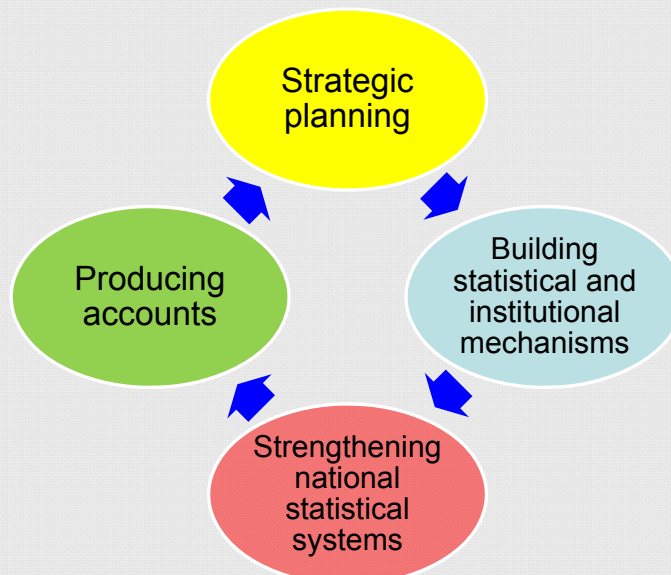 Strategic
planning
Building
statistical and
institutional
mechanisms
Strengthening
national
statistical
systems
Producing
accounts